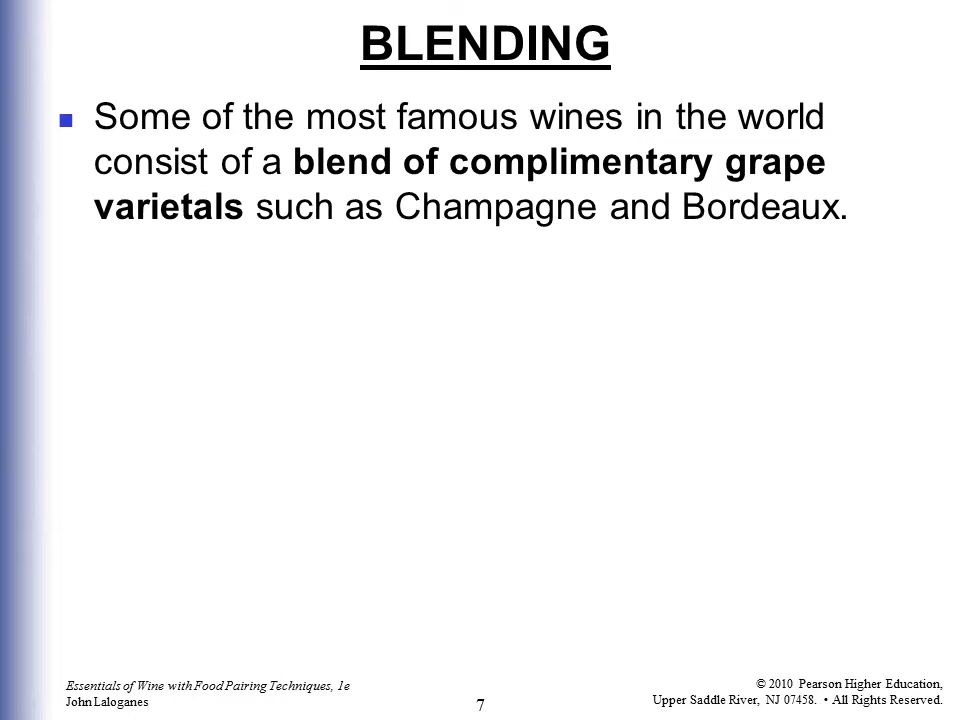 BLENDING
Some of the most famous wines in the world
consist of a blend of complimentary grape
varietals such as Champagne and Bordeaux.
Essentials of Wine with Food Pairing Techniques, 1e
John Laloganes
7
© 2010 Pearson Higher Education,
Upper Saddle River, NJ 07458. • All Rights Reserved.